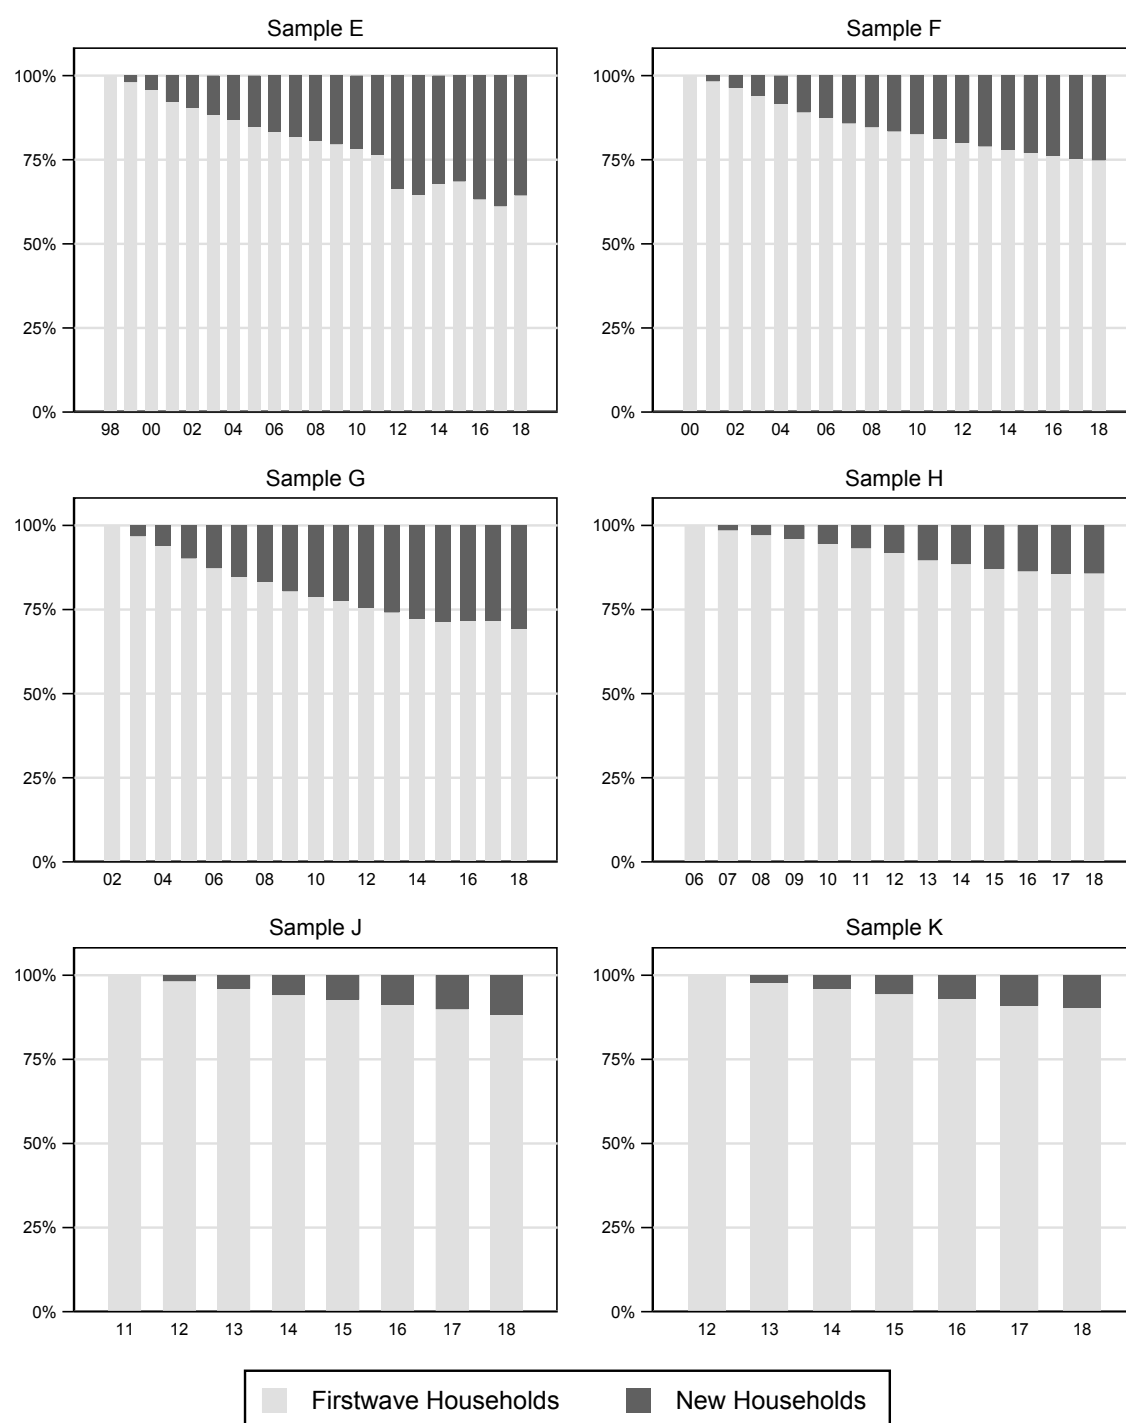 Sample E
100%
75%
50%
25%
0%
98 00 02 04 06 08 10 12 14 16 18
Sample F
100%
75%
50%
25%
0%
00 02 04 06 08 10 12 14 16 18
Sample G
100%
75%
50%
25%
0%
02 04 06 08 10 12 14 16 18
Sample H
100%
75%
50%
25%
0%
06 07 08 09 10 11 12 13 14 15 16 17 18
Sample J
100%
75%
50%
25%
0%
11 12 13 14 15 16 17 18
Sample K
100%
75%
50%
25%
0%
12 13 14 15 16 17 18
Firstwave Households New Households